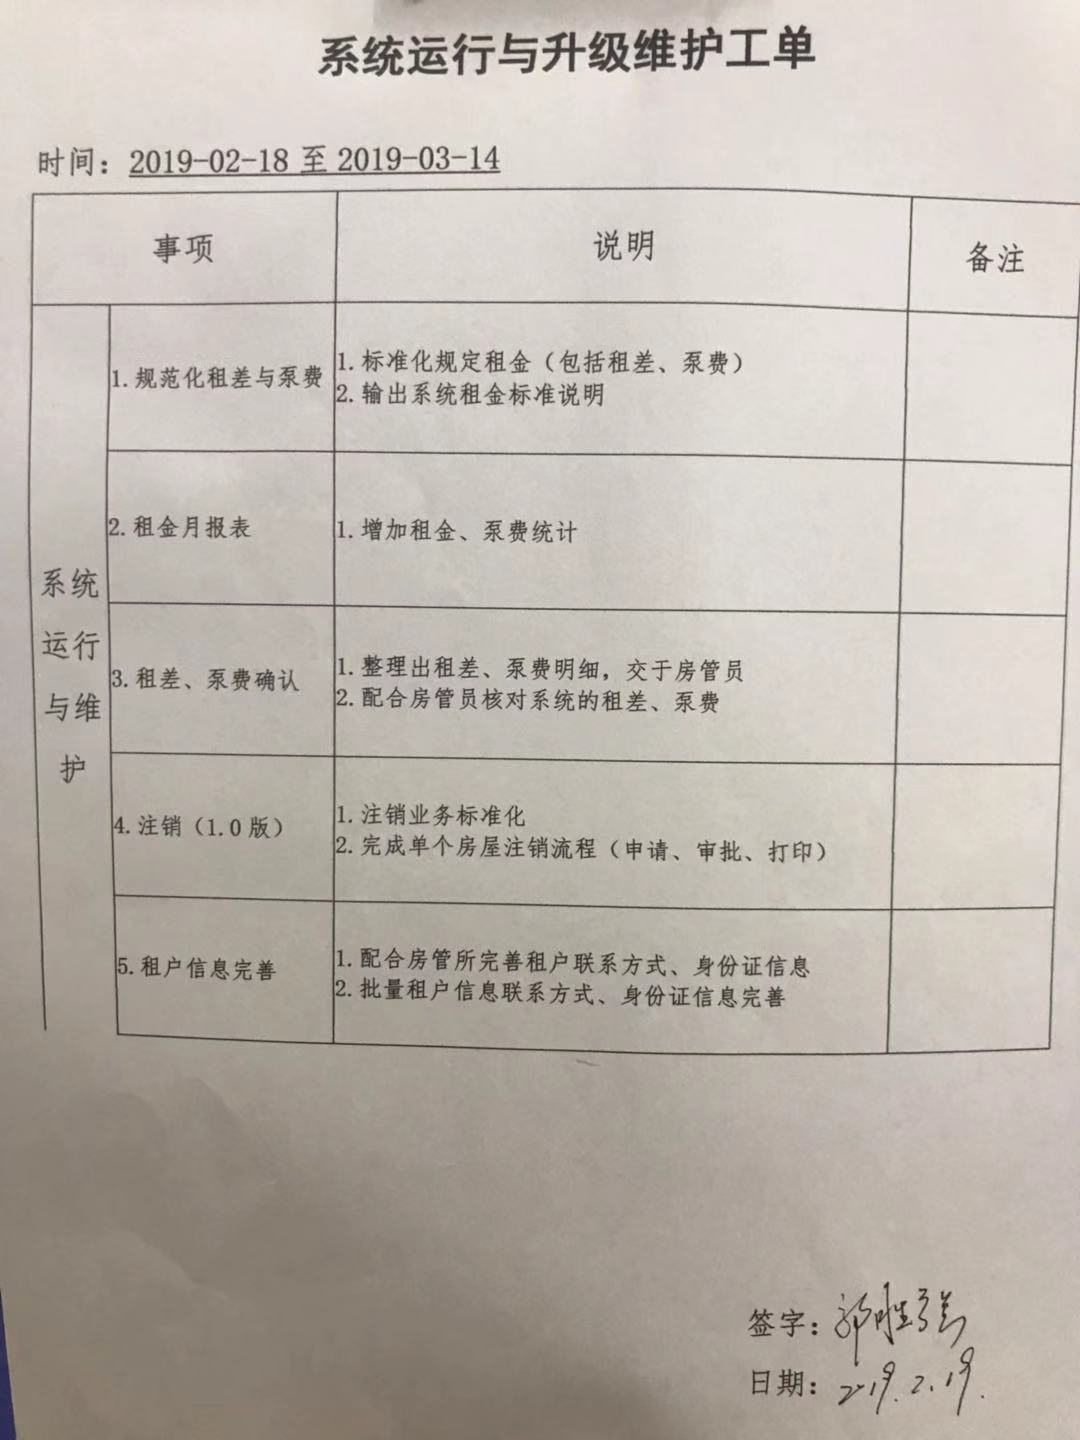 系统运行与升级维护工单
时间：2019-02-18 至 2019-03-14
事项
说明
备注
系统
运行
与维
护
1.规范化租差与泵费
1.标准化规定租金（包括租差、泵费）
2.输出系统租金标准说明
2.租金月报表
1.增加租金、泵费统计
3.租差、泵费确认
1.整理出租差、泵费明细，交于房管员
2.配合房管员核对系统的租差、泵费
4.注销（1.0版）
1.注销业务标准化
2.完成单个房屋注销流程（申请、审批、打印）
5.租户信息完善
1.配合房管所完善租户联系方式、身份证信息
2.批量租户信息联系方式、身份证信息完善
签字：
日期：2019.2.19.